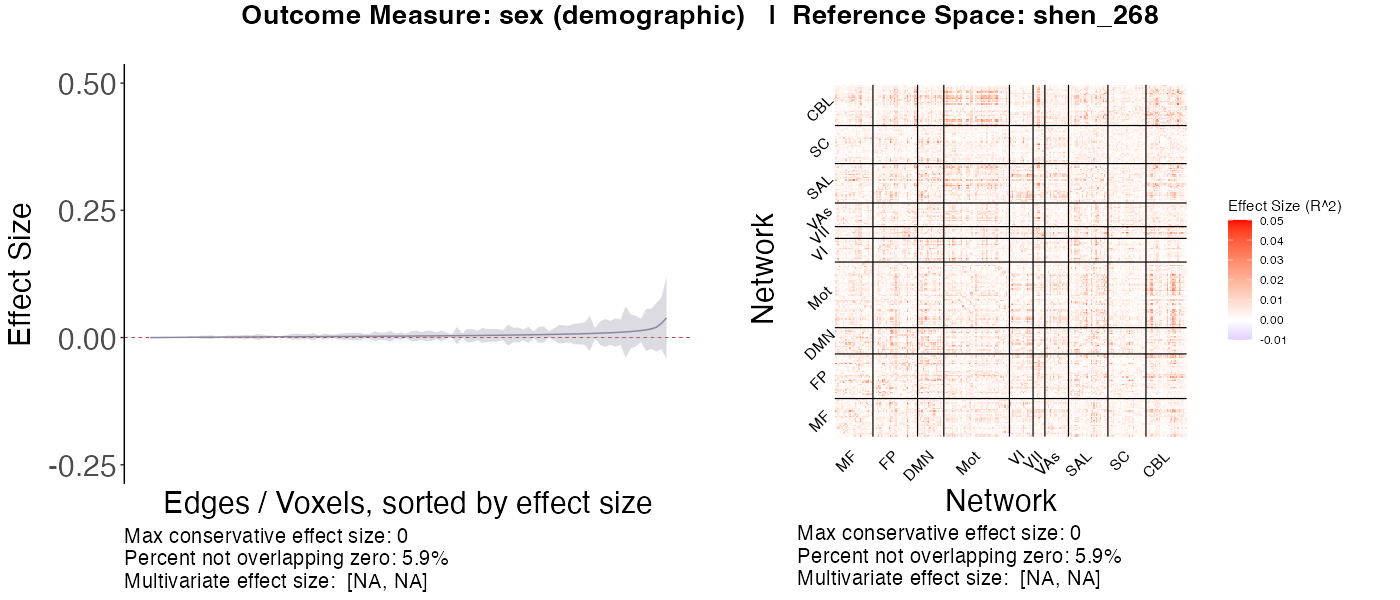 Outcome Measure: sex (demographic) | Reference Space: shen_268
0.50
0.25
0.00
-0.25
Effect Size
Edges / Voxels, sorted by effect size
Max conservative effect size: 0
Percent not overlapping zero: 5.9%
Multivariate effect size: [NA, NA]
Network
CBL
SC
SAL
VAs
VII
VI
Mot
DMN
FP
MF
MF
FP
DMN
Mot
VI
VII
VAs
SAL
SC
CBL
Network
Max conservative effect size: 0
Percent not overlapping zero: 5.9%
Multivariate effect size: [NA, NA]
Effect Size (R^2)
0.05
0.04
0.03
0.02
0.01
0.00
-0.01